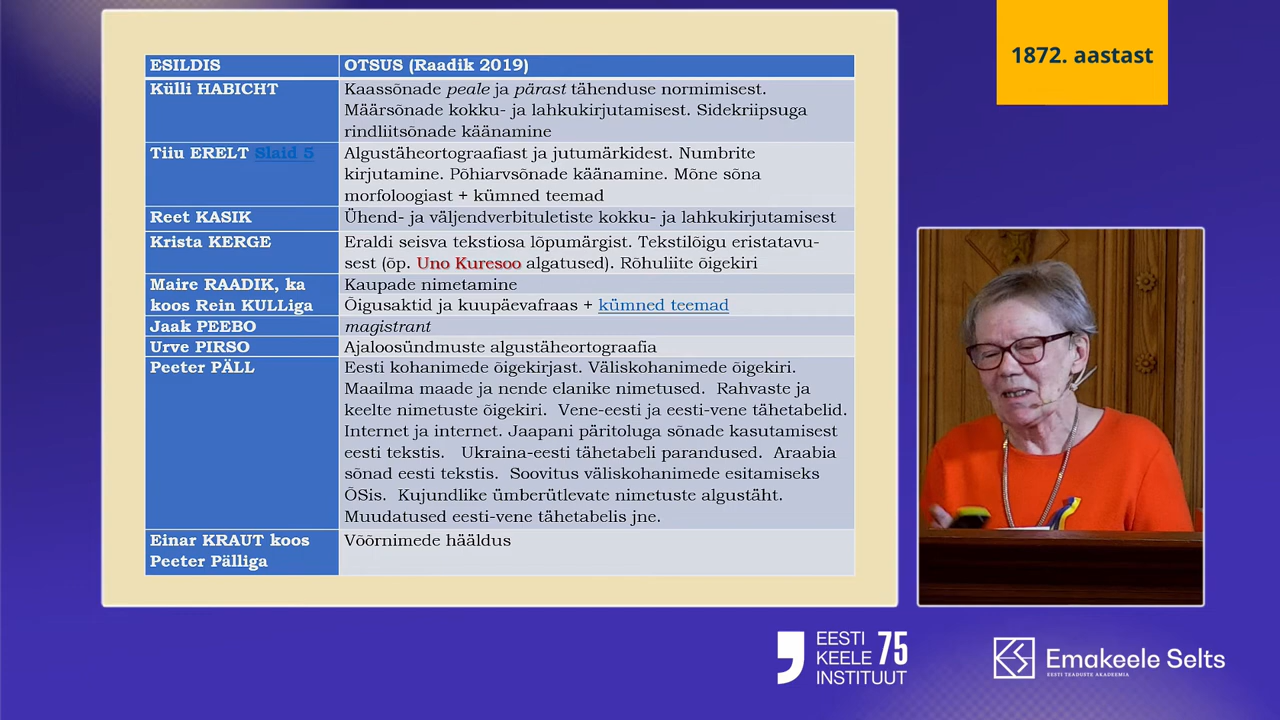 ESILDIS
OTSUS (Raadik 2019)
Külli HABICHT
Kaassõnade peale ja pärast tähenduse normimisest.
Määrsõnade kokku- ja lahkukirjutamisest. Sidekriipsuga
rindliitsõnade käänamine
Tiiu ERELT Slaid 5
Algustäheortograafiast ja jutumärkidest. Numbrite
kirjutamine. Põhiarvsõnade käänamine. Mõne sõna
morfoloogiast + kümned teemad
Reet KASIK
Ühend- ja väljendverbituletiste kokku- ja lahkukirjutamisest
Krista KERGE
Eraldi seisva tekstiosa lõpumärgist. Tekstilõigu eristatavu-
sest (õp. Uno Kuresoo algatused). Rõhuliite õigekiri
Maire RAADIK, ka
koos Rein KULLiga
Kaupade nimetamine
Õigusaktid ja kuupäevafraas + kümned teemad
Jaak PEEBO
magistrant
Urve PIRSO
Ajaloosündmuste algustäheortograafia
Peeter PÄLL
Eesti kohanimede õigekirjast. Väliskohanimede õigekiri.
Maailma maade ja nende elanike nimetused. Rahvaste ja
keelte nimetuste õigekiri. Vene-eesti ja eesti-vene tähetabelid.
Internet ja internet. Jaapani päritoluga sõnade kasutamisest
eesti tekstis. Ukraina-eesti tähetabeli parandused. Araabia
sõnad eesti tekstis. Soovitus väliskohanimede esitamiseks
ÕSis. Kujundlike ümberütlevate nimetuste algustäht.
Muudatused eesti-vene tähetabelis jne.
Einar KRAUT koos
Peeter Pälliga
Võõrnimede hääldus
1872. aastast
EESTI
KEELE 75
INSTITUUT
Emakeele Selts
EESTI TEADUSTE AKADEEMIA